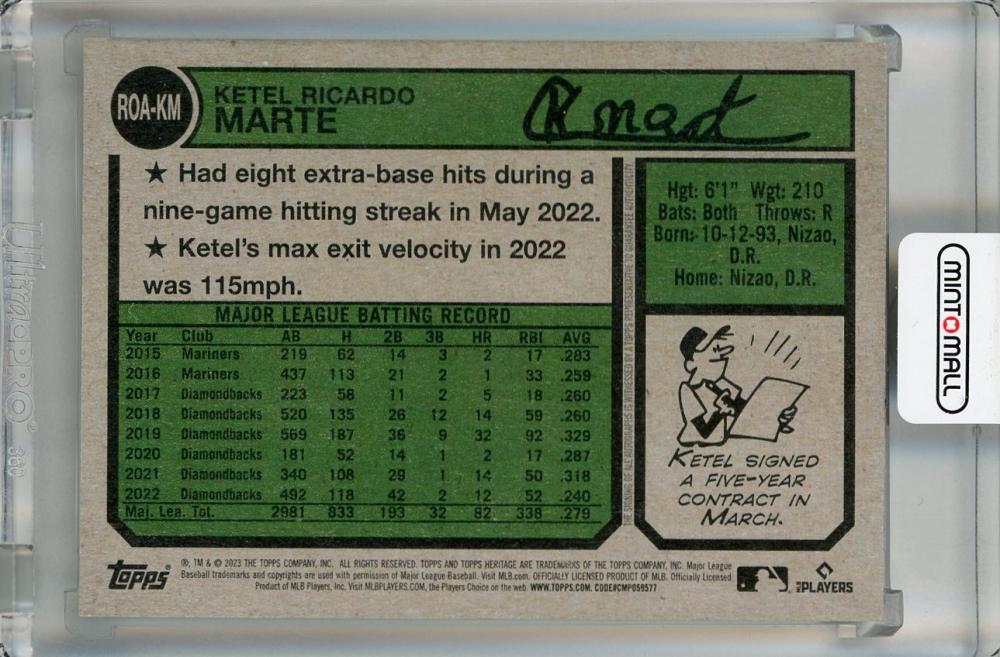 ROA-KM
KETEL RICARDO
MARTE
★ Had eight extra-base hits during a
nine-game hitting streak in May 2022.
★ Ketel's max exit velocity in 2022
was 115mph.
Hgt: 6'1" Wgt: 210
Bats: Both Throws: R
Born: 10-12-93, Nizao,
D.R.
Home: Nizao, D.R.
MAJOR LEAGUE BATTING RECORD
Year Club AB H 2B 3B HR RBI AVG
2015 Mariners 219 62 14 3 2 17 .283
2016 Mariners 437 113 21 2 1 33 .259
2017 Diamondbacks 223 58 11 2 5 18 .260
2018 Diamondbacks 520 135 26 12 14 59 .260
2019 Diamondbacks 569 187 36 9 32 92 .329
2020 Diamondbacks 181 52 14 1 2 17 .287
2021 Diamondbacks 340 108 29 1 14 50 .318
2022 Diamondbacks 492 118 42 2 12 52 .240
Maj. Lea. Tot. 2981 833 193 32 82 338 .279
KETEL SIGNED
A FIVE-YEAR
CONTRACT IN
MARCH.
topps
®, TM & © 2023 THE TOPPS COMPANY, INC. ALL RIGHTS RESERVED. TOPPS AND TOPPS HERITAGE ARE TRADEMARKS OF THE TOPPS COMPANY, INC. Major League
Baseball trademarks and copyrights are used with permission of Major League Baseball. Visit MLB.com. OFFICIALLY LICENSED PRODUCT OF MLB. Officially Licensed
Product of MLB Players, Inc. Visit MLBPLAYERS.COM, the Players Choice on the web. WWW.TOPPS.COM. CODE#CMP059577
MLB PLAYERS
MINT MALL
UltraPRO